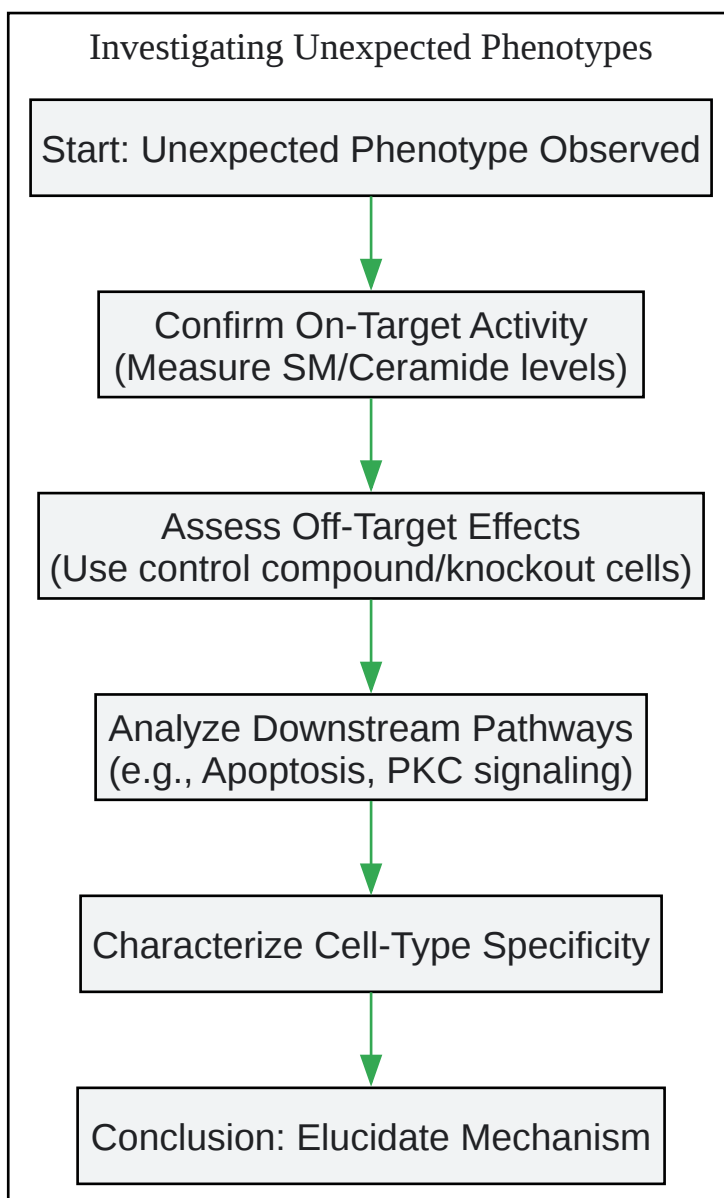 Investigating Unexpected Phenotypes
Start: Unexpected Phenotype Observed
Confirm On-Target Activity
(Measure SM/Ceramide levels)
Assess Off-Target Effects
(Use control compound/knockout cells)
Analyze Downstream Pathways
(e.g., Apoptosis, PKC signaling)
Characterize Cell-Type Specificity
Conclusion: Elucidate Mechanism